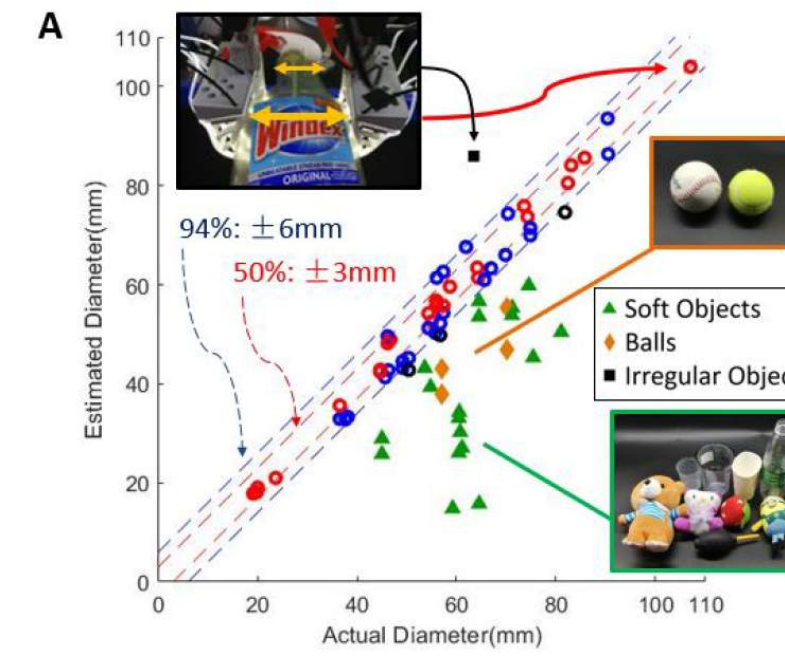 A
110
100
80
60
40
20
0
Estimated Diameter(mm)
0 20 40 60 80 100 110
Actual Diameter(mm)
94%: ±6mm
50%: ±3mm
Windex
ORIGINAL
Soft Objects
Balls
Irregular Objec